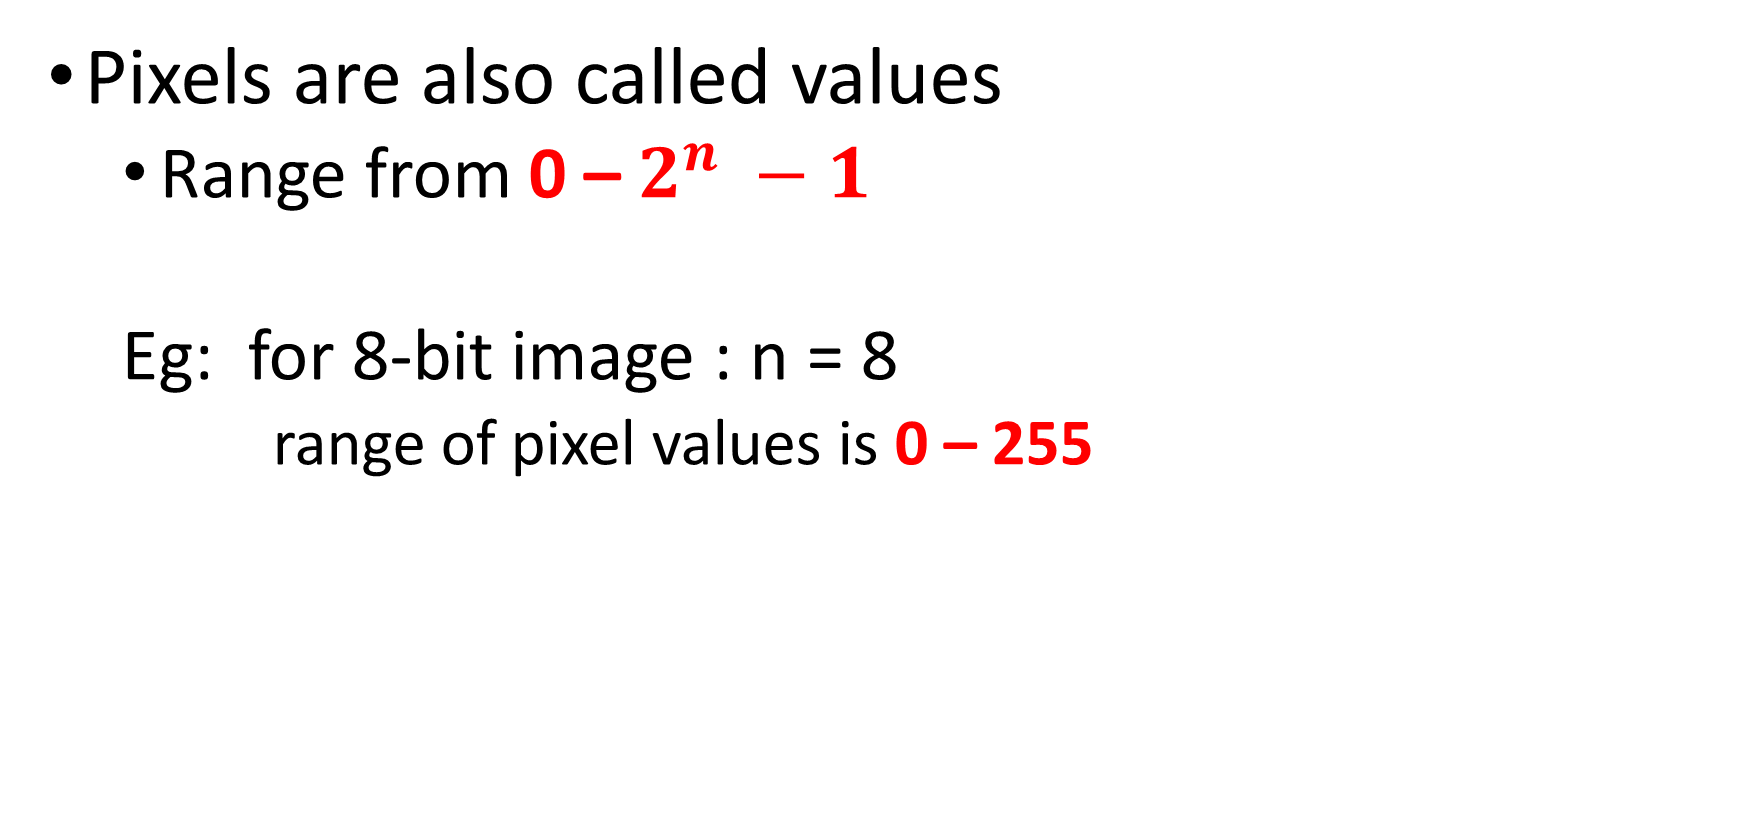 • Pixels are also called values
• Range from 0 – 2ⁿ − 1
Eg: for 8-bit image : n = 8
range of pixel values is 0 – 255